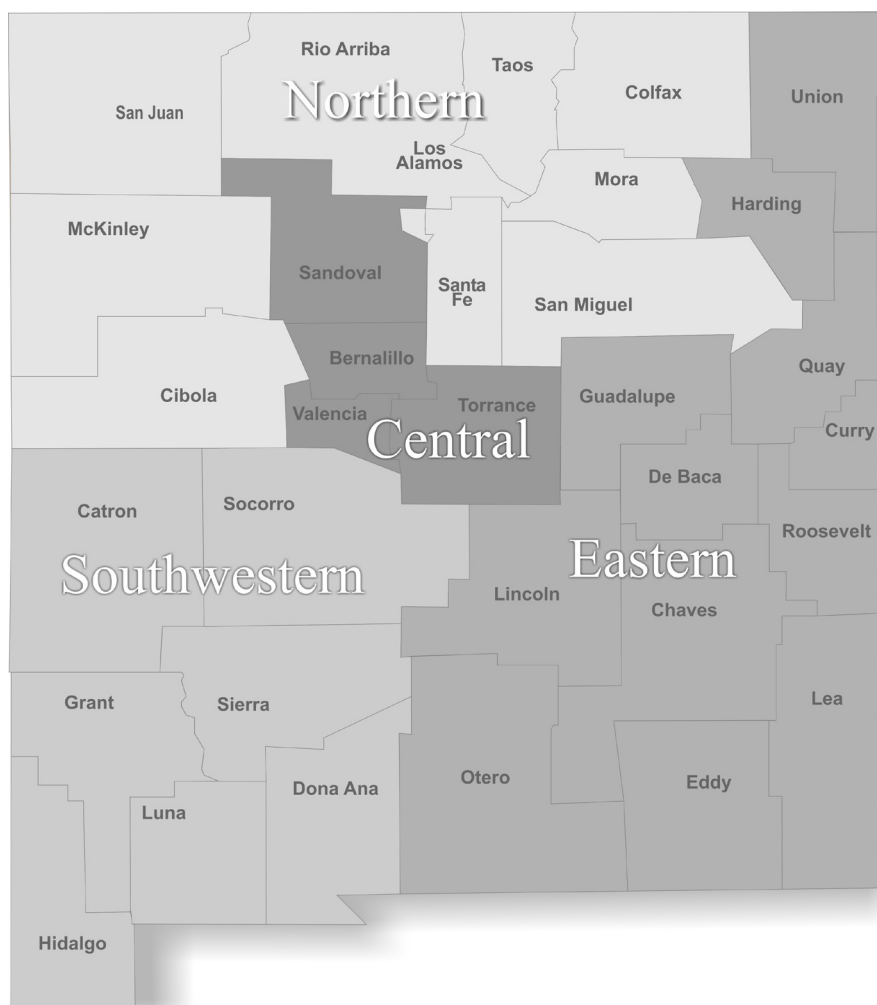 Rio Arriba
Taos
Northern
Colfax
Union
San Juan
Los
Alamos
Mora
Harding
McKinley
Sandoval
Santa
Fe
San Miguel
Bernalillo
Quay
Cibola
Guadalupe
Valencia
Torrance
Central
Curry
De Baca
Catron
Socorro
Roosevelt
Southwestern
Eastern
Lincoln
Chaves
Grant
Sierra
Lea
Otero
Eddy
Dona Ana
Luna
Hidalgo